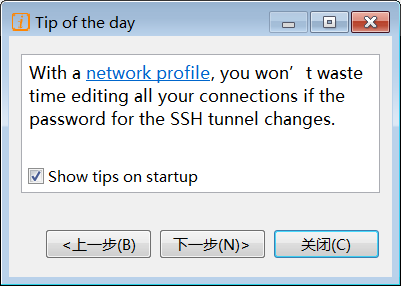 Tip of the day
With a network profile, you won’t waste
time editing all your connections if the
password for the SSH tunnel changes.
Show tips on startup
<上一步(B) 下一步(N)> 关闭(C)